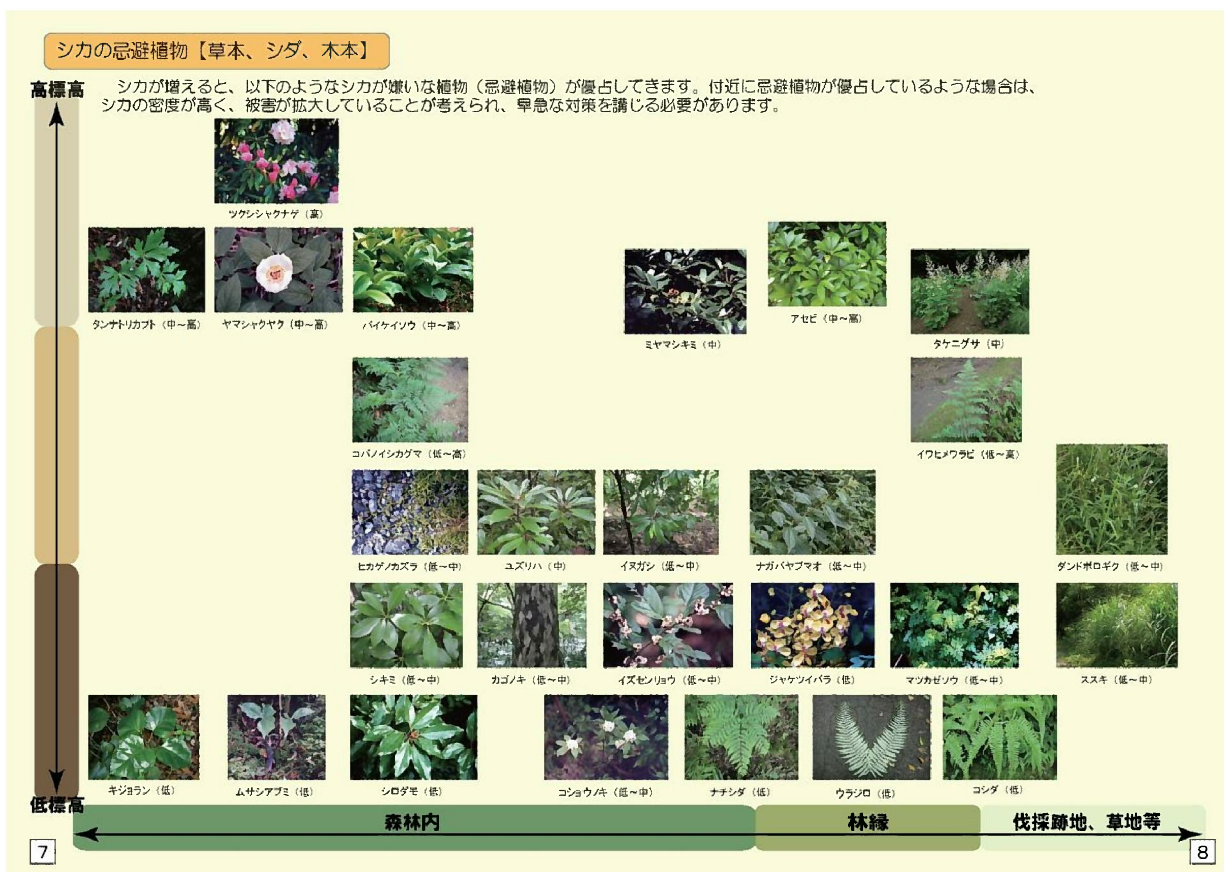 シカの忌避植物【草本、シダ、木本】
高標高
シカが増えると、以下のようなシカが嫌いな植物（忌避植物）が優占してきます。付近に忌避植物が優占しているような場合は、
シカの密度が高く、被害が拡大していることが考えられ、早急な対策を講じる必要があります。
ツクシシャクナゲ（高）
タンナトリカブト（中～高）
ヤマシャクヤク（中～高）
バイケイソウ（中～高）
ミヤマシキミ（中）
アセビ（中～高）
タケニグサ（中）
コバノイシカグマ（低～高）
イワヒメワラビ（低～高）
ヒカゲノカズラ（低～中）
ユズリハ（中）
イヌガシ（低～中）
ナガバヤブマオ（低～中）
ダンドボロギク（低～中）
シキミ（低～中）
カゴノキ（低～中）
イズセンリョウ（低～中）
ジャケツイバラ（低）
マツカゼソウ（低～中）
ススキ（低～中）
キジョラン（低）
ムサシアブミ（低）
シロダモ（低）
コショウノキ（低～中）
ナチシダ（低）
ウラジロ（低）
コシダ（低）
低標高
森林内
林縁
伐採跡地、草地等
7
8